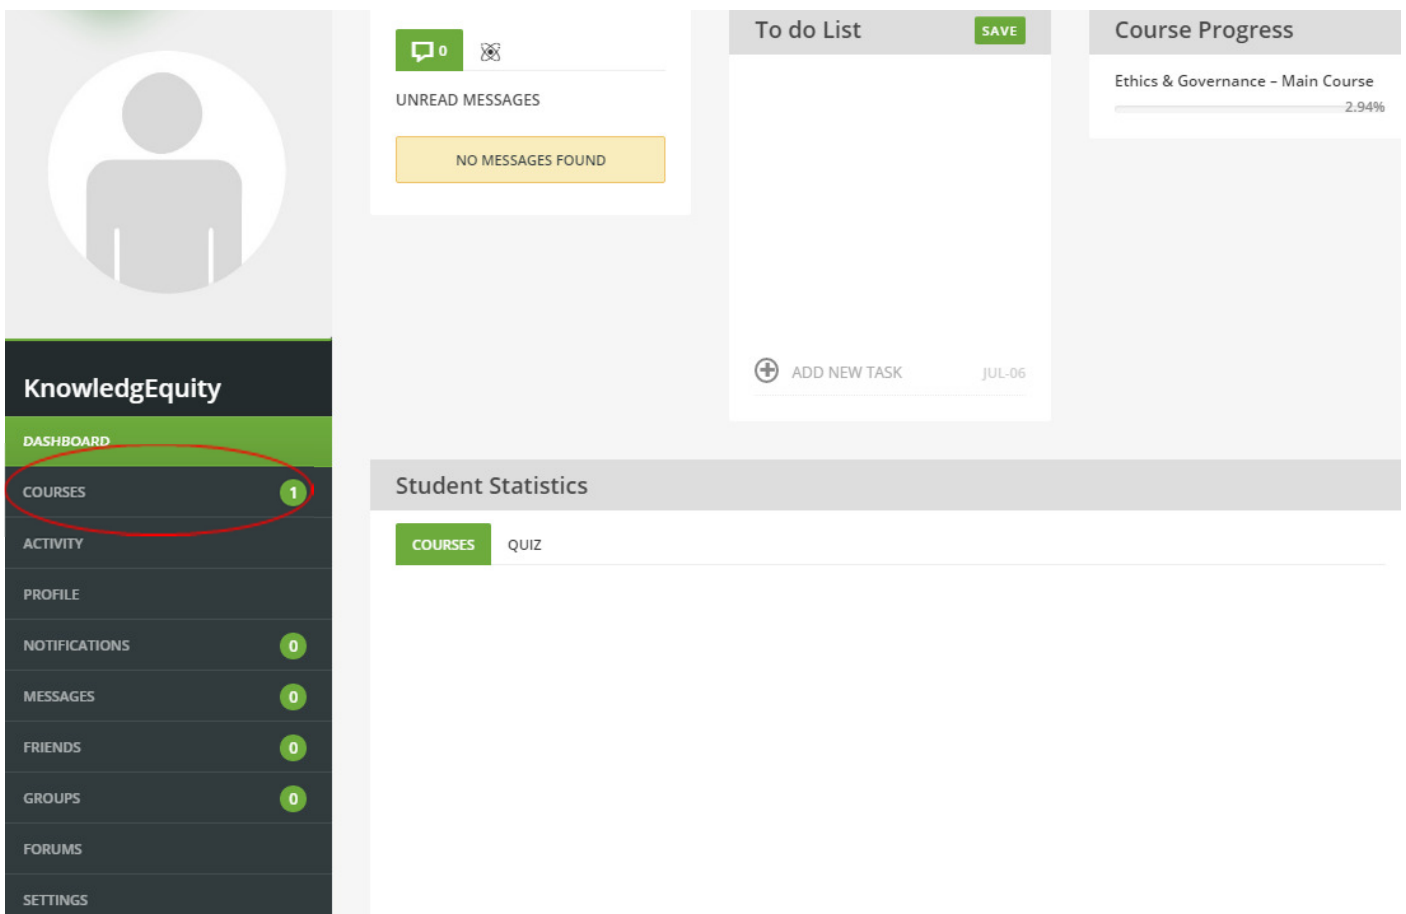 0
UNREAD MESSAGES
NO MESSAGES FOUND
To do List
SAVE
ADD NEW TASK
JUL-06
Course Progress
Ethics & Governance – Main Course
2.94%
KnowledgEquity
DASHBOARD
COURSES 1
ACTIVITY
PROFILE
NOTIFICATIONS 0
MESSAGES 0
FRIENDS 0
GROUPS 0
FORUMS
SETTINGS
Student Statistics
COURSES QUIZ